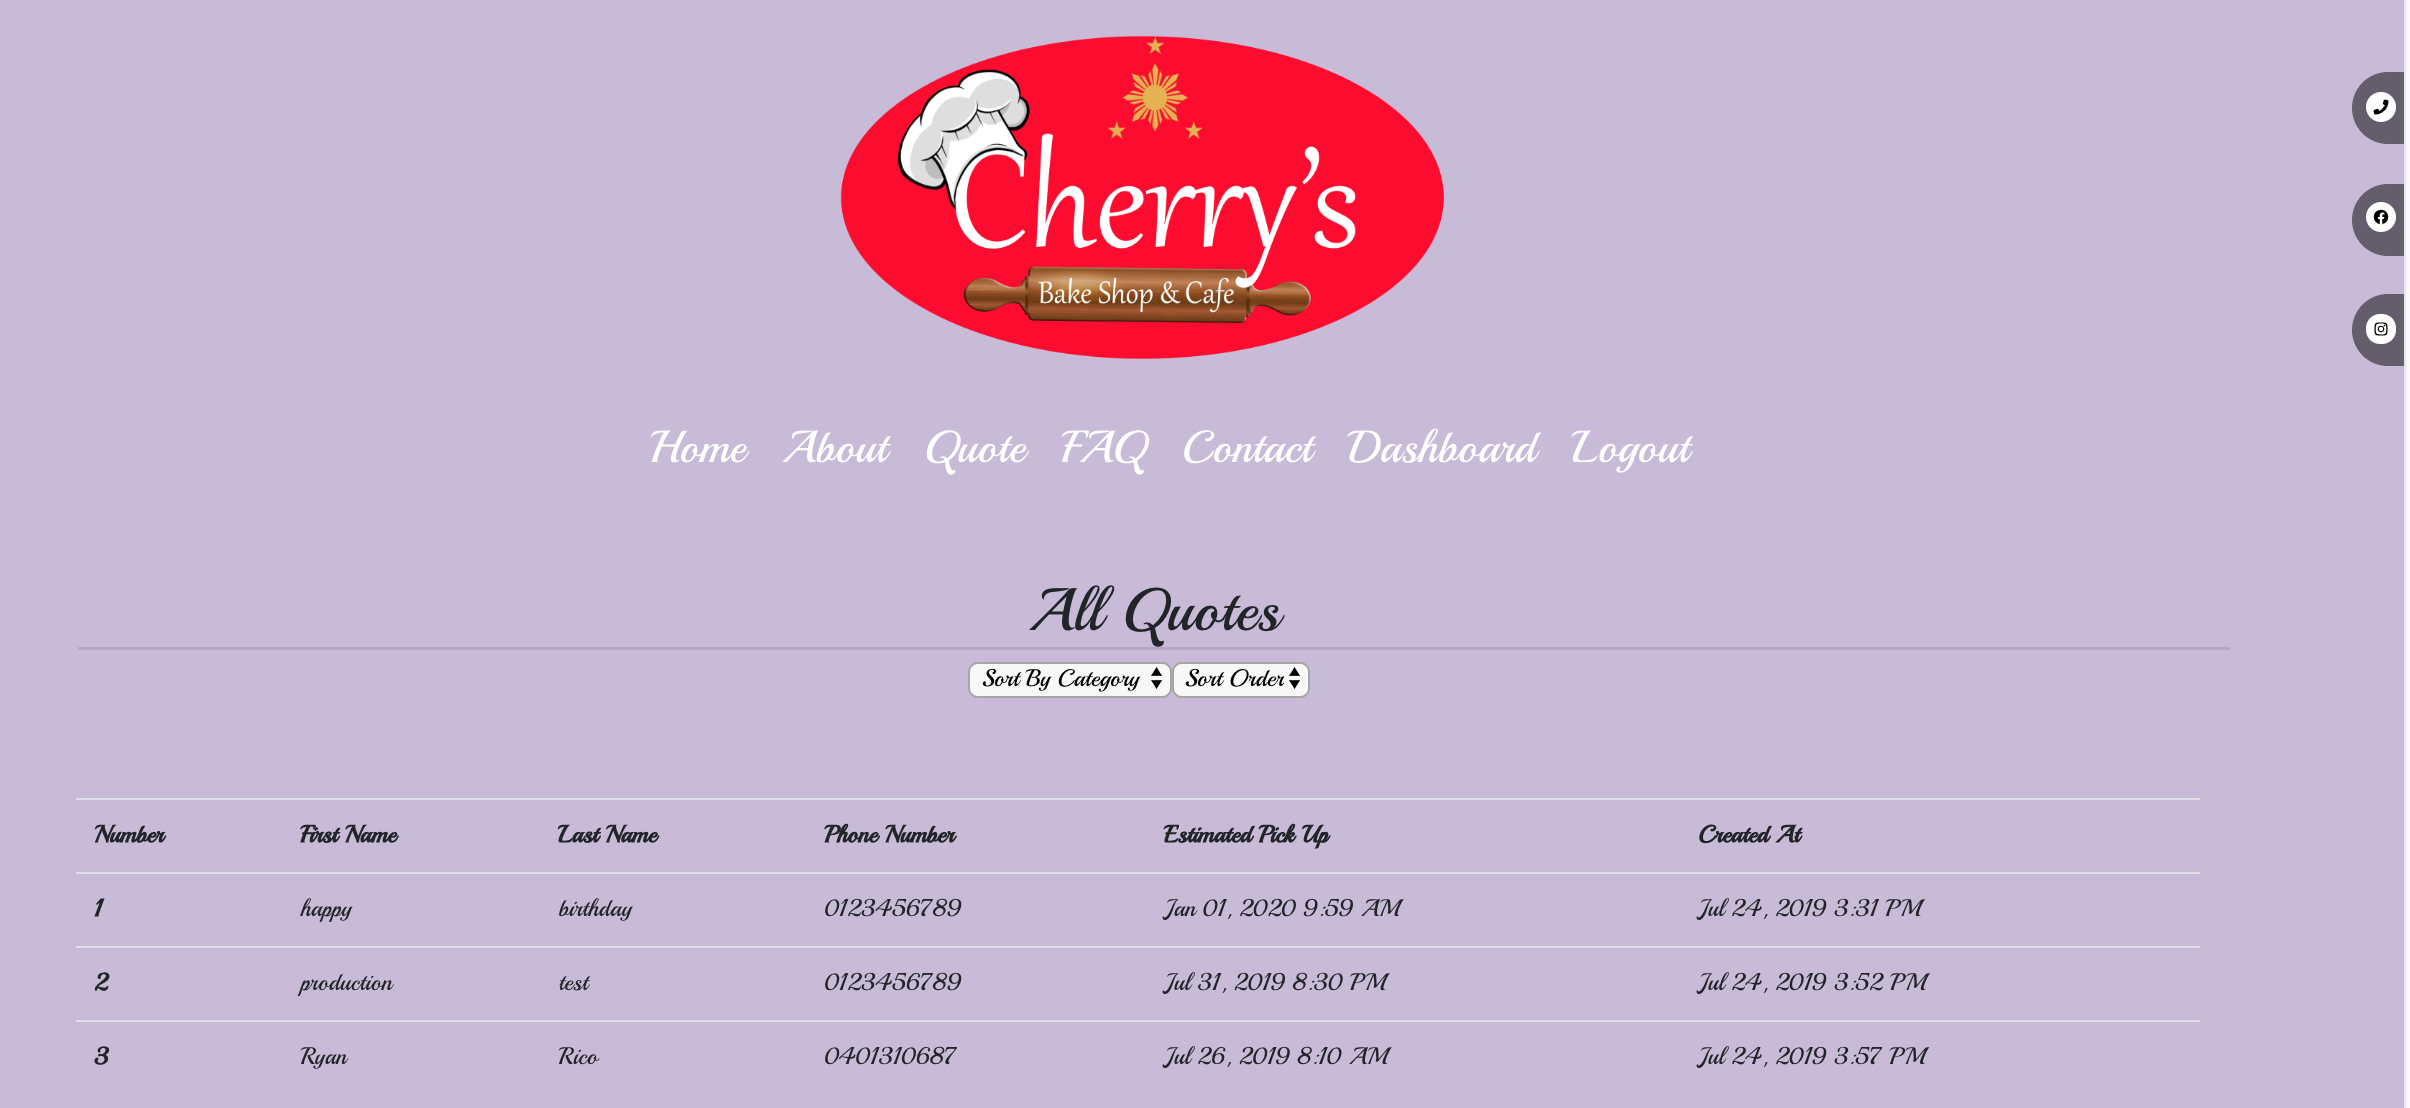 Cherry's
Bake Shop & Cafe
Home About Quote FAQ Contact Dashboard Logout
All Quotes
Sort By Category Sort Order
Number First Name Last Name Phone Number Estimated Pick Up Created At
1 happy birthday 0123456789 Jan 01, 2020 9:59 AM Jul 24, 2019 3:31 PM
2 production test 0123456789 Jul 31, 2019 8:30 PM Jul 24, 2019 3:52 PM
3 Ryan Rico 0401310687 Jul 26, 2019 8:10 AM Jul 24, 2019 3:57 PM